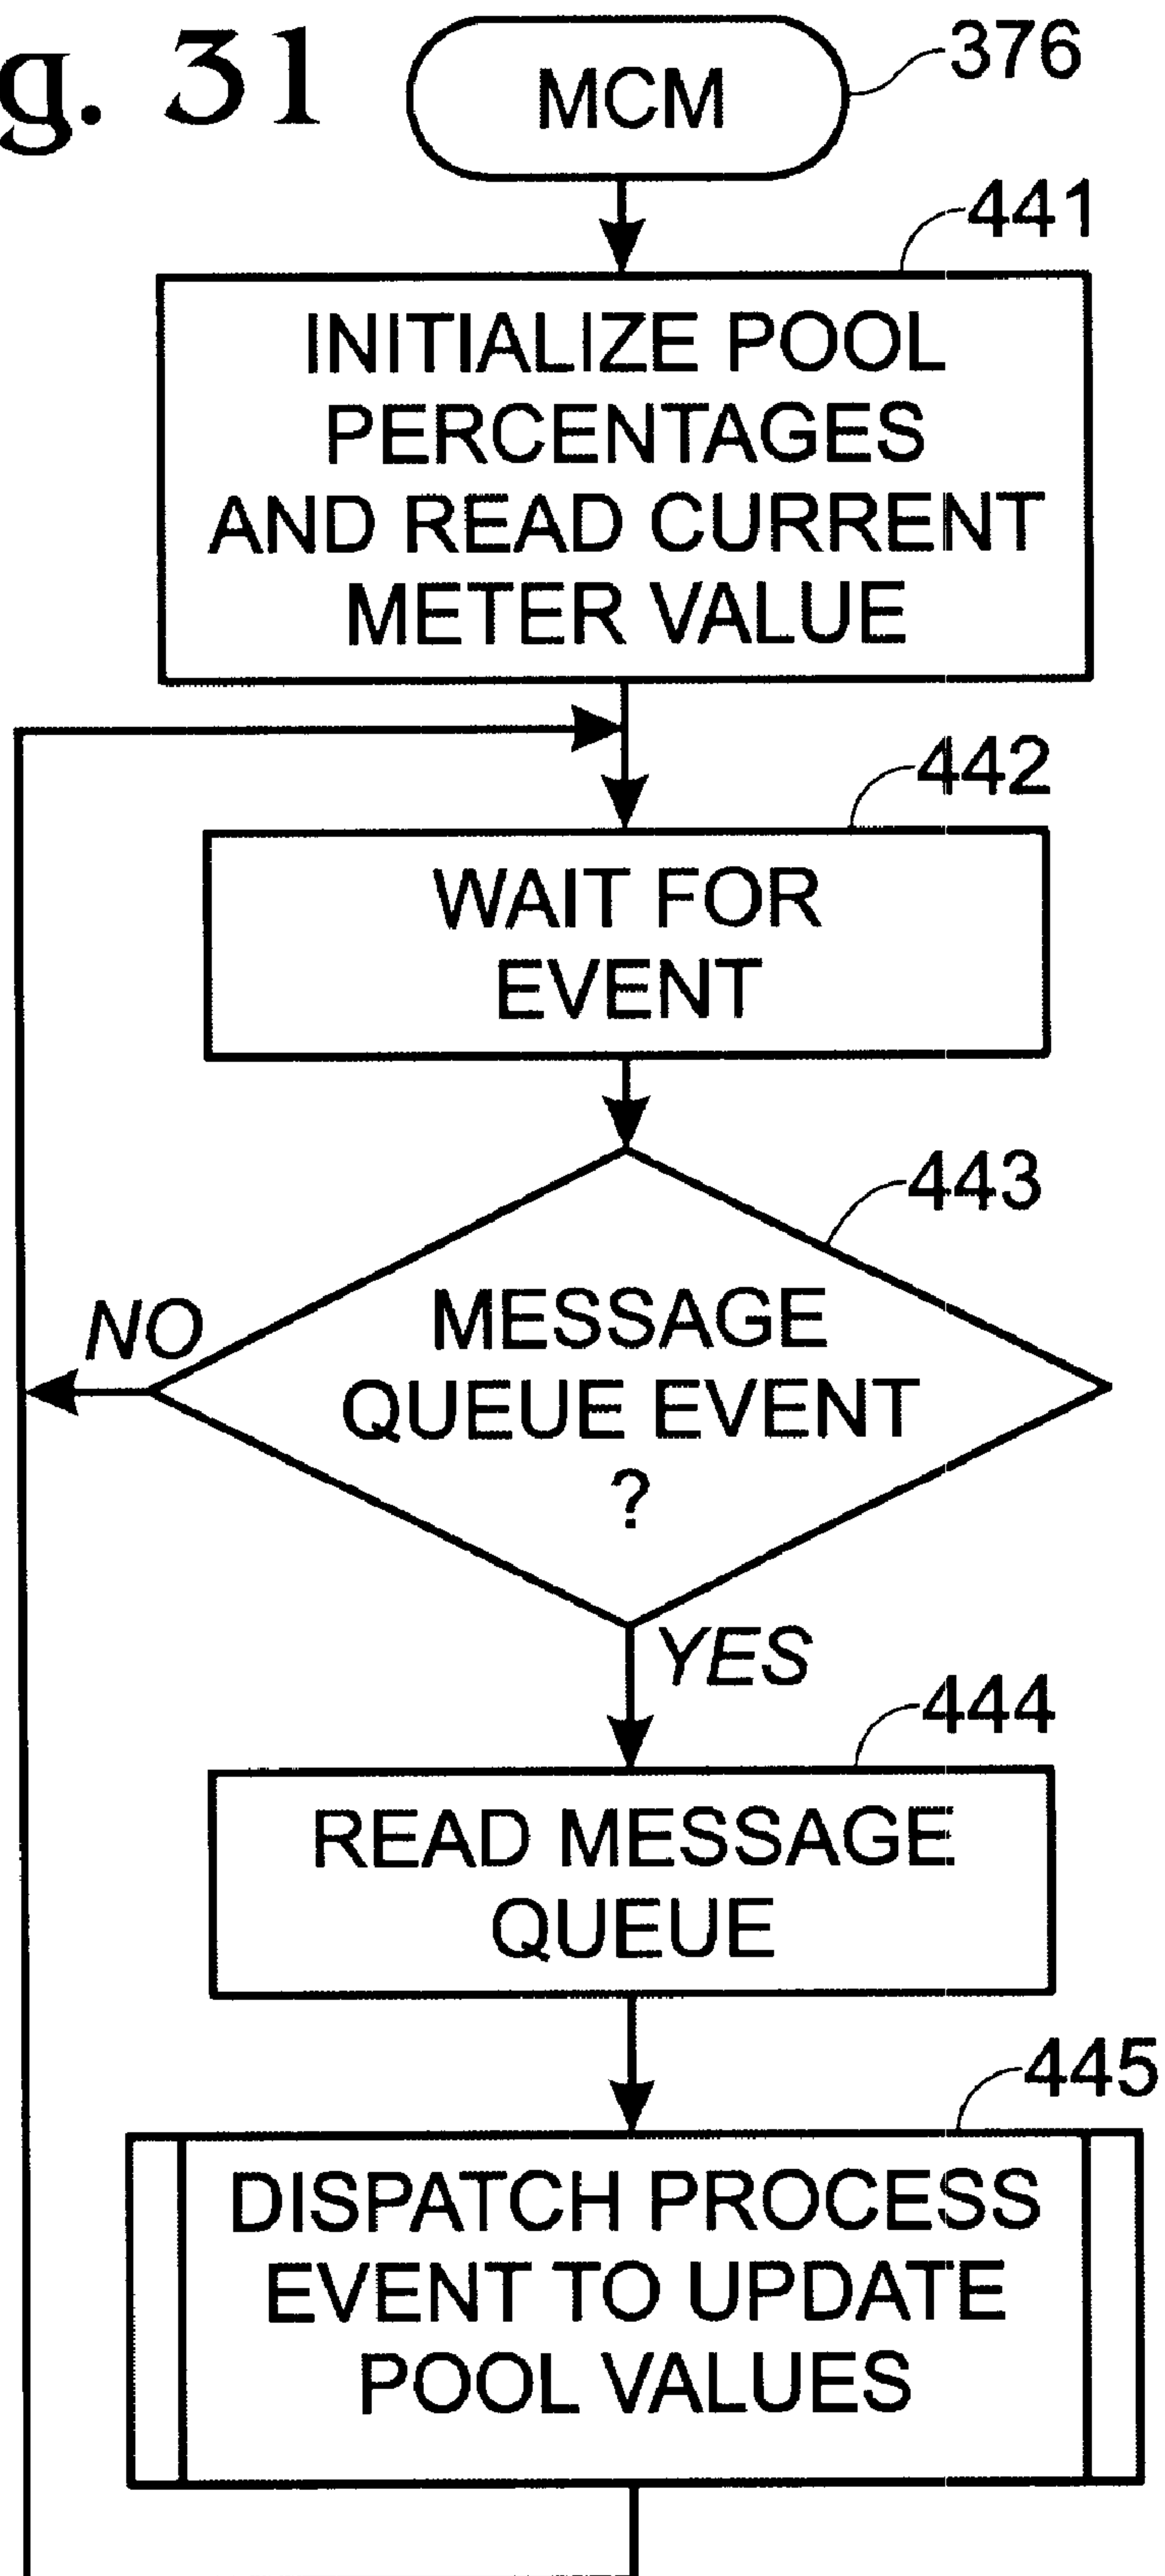 g. 31
MCM
376
441
INITIALIZE POOL
PERCENTAGES
AND READ CURRENT
METER VALUE
442
WAIT FOR
EVENT
443
MESSAGE
QUEUE EVENT
?
NO
YES
444
READ MESSAGE
QUEUE
445
DISPATCH PROCESS
EVENT TO UPDATE
POOL VALUES